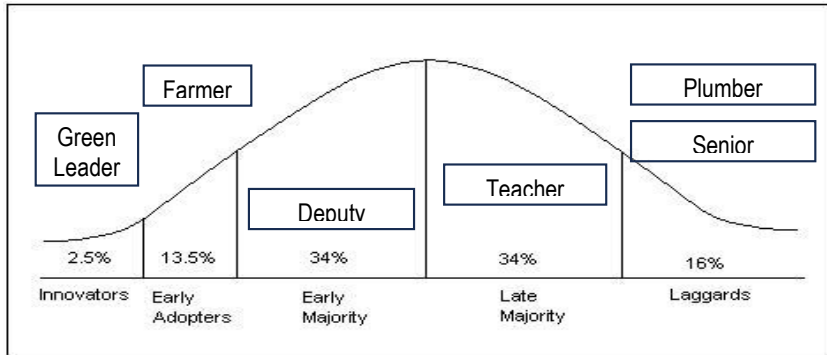 Farmer
Plumber
Green
Leader
Senior
Teacher
Deputy
2.5%
13.5%
34%
34%
16%
Innovators
Early
Adopters
Early
Majority
Late
Majority
Laggards